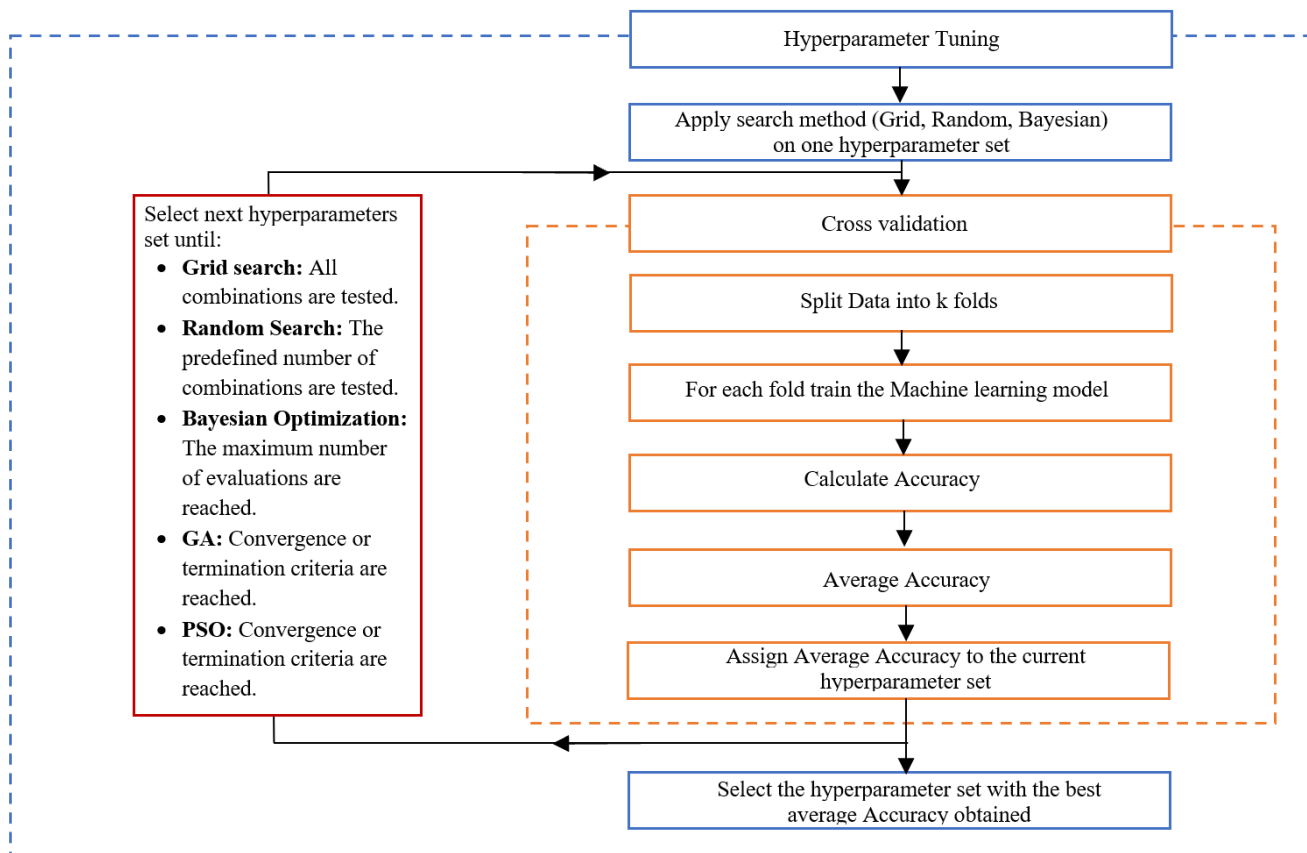 Hyperparameter Tuning
Apply search method (Grid, Random, Bayesian)
on one hyperparameter set
Select next hyperparameters
set until:
• Grid search: All
combinations are tested.
• Random Search: The
predefined number of
combinations are tested.
• Bayesian Optimization:
The maximum number
of evaluations are
reached.
• GA: Convergence or
termination criteria are
reached.
• PSO: Convergence or
termination criteria are
reached.
Cross validation
Split Data into k folds
For each fold train the Machine learning model
Calculate Accuracy
Average Accuracy
Assign Average Accuracy to the current
hyperparameter set
Select the hyperparameter set with the best
average Accuracy obtained